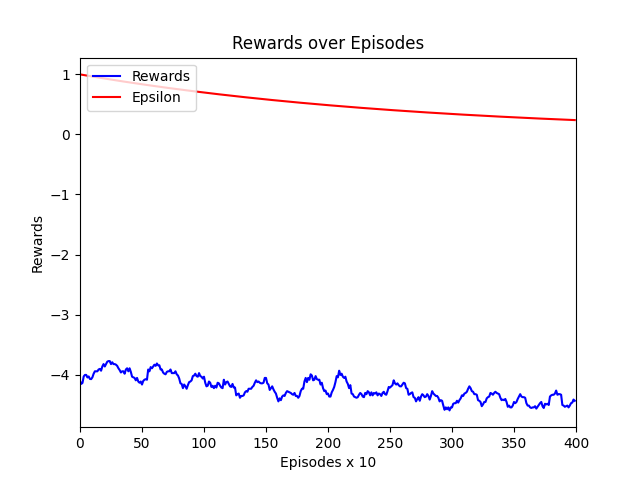 Rewards over Episodes
Rewards
Epsilon
1
0
−1
−2
−3
−4
Rewards
0 50 100 150 200 250 300 350 400
Episodes x 10